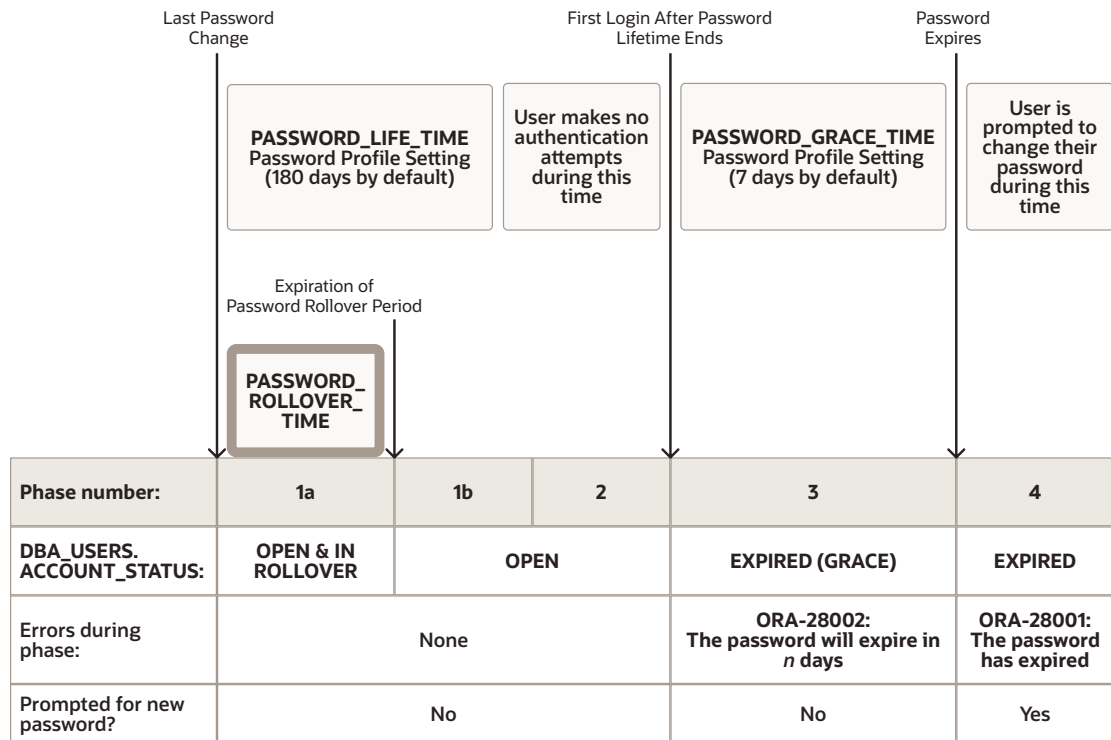 Last Password
Change
First Login After Password
Lifetime Ends
Password
Expires
PASSWORD_LIFE_TIME
Password Profile Setting
(180 days by default)
User makes no
authentication
attempts
during this
time
PASSWORD_GRACE_TIME
Password Profile Setting
(7 days by default)
User is
prompted to
change their
password
during this
time
Expiration of
Password Rollover Period
PASSWORD_
ROLLOVER_
TIME
Phase number:
1a
1b
2
3
4
DBA_USERS.
ACCOUNT_STATUS:
OPEN & IN
ROLLOVER
OPEN
EXPIRED (GRACE)
EXPIRED
Errors during
phase:
None
ORA-28002:
The password will expire in
n days
ORA-28001:
The password
has expired
Prompted for new
password?
No
No
Yes